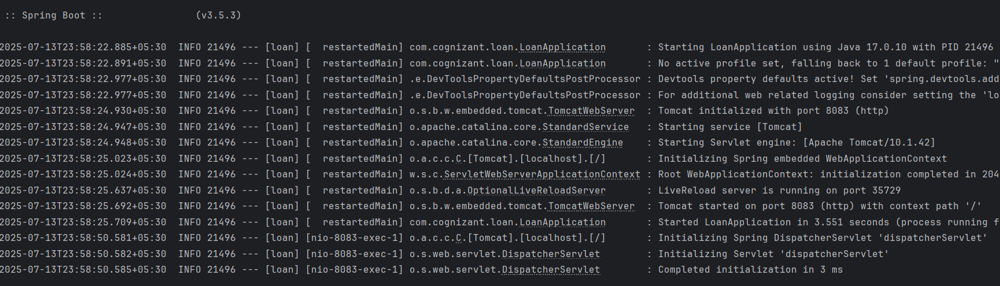 :: Spring Boot ::                (v3.5.3)
2025-07-13T23:58:22.885+05:30  INFO 21496 --- [loan] [  restartedMain] com.cognizant.loan.LoanApplication       : Starting LoanApplication using Java 17.0.10 with PID 21496
2025-07-13T23:58:22.891+05:30  INFO 21496 --- [loan] [  restartedMain] com.cognizant.loan.LoanApplication       : No active profile set, falling back to 1 default profile: "
2025-07-13T23:58:22.977+05:30  INFO 21496 --- [loan] [  restartedMain] .e.DevToolsPropertyDefaultsPostProcessor : Devtools property defaults active! Set 'spring.devtools.add
2025-07-13T23:58:22.977+05:30  INFO 21496 --- [loan] [  restartedMain] .e.DevToolsPropertyDefaultsPostProcessor : For additional web related logging consider setting the 'lo
2025-07-13T23:58:24.930+05:30  INFO 21496 --- [loan] [  restartedMain] o.s.b.w.embedded.tomcat.TomcatWebServer  : Tomcat initialized with port 8083 (http)
2025-07-13T23:58:24.947+05:30  INFO 21496 --- [loan] [  restartedMain] o.apache.catalina.core.StandardService   : Starting service [Tomcat]
2025-07-13T23:58:24.948+05:30  INFO 21496 --- [loan] [  restartedMain] o.apache.catalina.core.StandardEngine    : Starting Servlet engine: [Apache Tomcat/10.1.42]
2025-07-13T23:58:25.023+05:30  INFO 21496 --- [loan] [  restartedMain] o.a.c.c.C.[Tomcat].[localhost].[/]       : Initializing Spring embedded WebApplicationContext
2025-07-13T23:58:25.024+05:30  INFO 21496 --- [loan] [  restartedMain] w.s.c.ServletWebServerApplicationContext : Root WebApplicationContext: initialization completed in 204
2025-07-13T23:58:25.637+05:30  INFO 21496 --- [loan] [  restartedMain] o.s.b.d.a.OptionalLiveReloadServer       : LiveReload server is running on port 35729
2025-07-13T23:58:25.692+05:30  INFO 21496 --- [loan] [  restartedMain] o.s.b.w.embedded.tomcat.TomcatWebServer  : Tomcat started on port 8083 (http) with context path '/'
2025-07-13T23:58:25.709+05:30  INFO 21496 --- [loan] [  restartedMain] com.cognizant.loan.LoanApplication       : Started LoanApplication in 3.551 seconds (process running f
2025-07-13T23:58:50.581+05:30  INFO 21496 --- [loan] [nio-8083-exec-1] o.a.c.c.C.[Tomcat].[localhost].[/]       : Initializing Spring DispatcherServlet 'dispatcherServlet'
2025-07-13T23:58:50.582+05:30  INFO 21496 --- [loan] [nio-8083-exec-1] o.s.web.servlet.DispatcherServlet        : Initializing Servlet 'dispatcherServlet'
2025-07-13T23:58:50.585+05:30  INFO 21496 --- [loan] [nio-8083-exec-1] o.s.web.servlet.DispatcherServlet        : Completed initialization in 3 ms